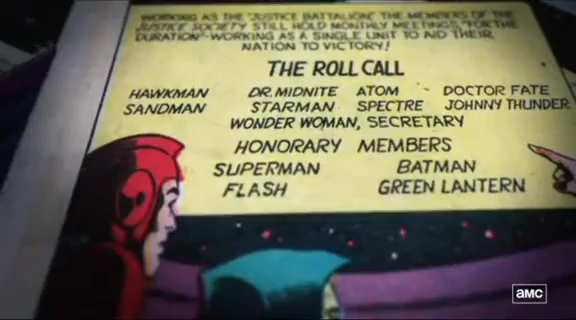 WORKING AS THE "JUSTICE BATTALION" THE MEMBERS OF THE
JUSTICE SOCIETY STILL HOLD MONTHLY MEETINGS "FOR THE
DURATION"-WORKING AS A SINGLE UNIT TO AID THEIR
NATION TO VICTORY!
THE ROLL CALL
HAWKMAN DR. MIDNITE ATOM DOCTOR FATE
SANDMAN STARMAN SPECTRE JOHNNY THUNDER
WONDER WOMAN, SECRETARY
HONORARY MEMBERS
SUPERMAN BATMAN
FLASH GREEN LANTERN
amc